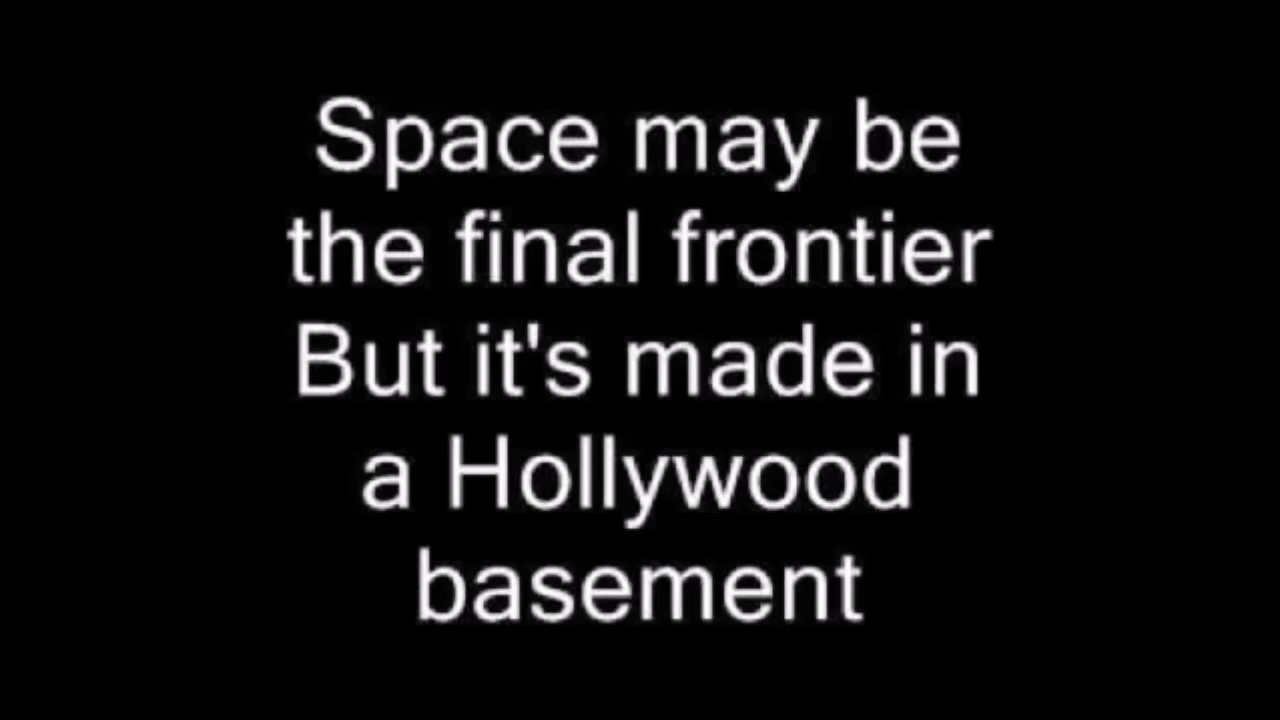 Space may be
the final frontier
But it's made in
a Hollywood
basement